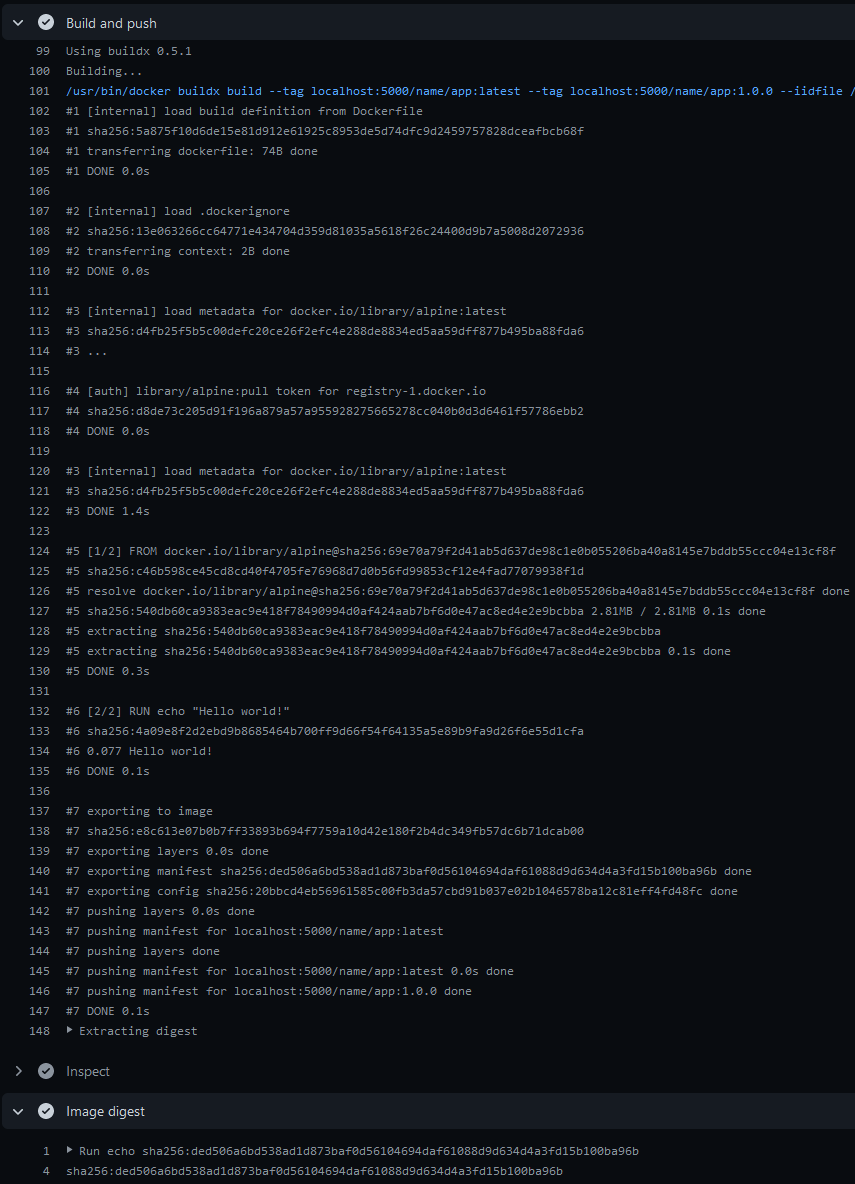 Build and push
99 Using buildx 0.5.1
100 Building...
101 /usr/bin/docker buildx build --tag localhost:5000/name/app:latest --tag localhost:5000/name/app:1.0.0 --iidfile /
102 #1 [internal] load build definition from Dockerfile
103 #1 sha256:5a875f10d6de15e81d912e61925c8953de5d74dfc9d2459757828dceafbcb68f
104 #1 transferring dockerfile: 74B done
105 #1 DONE 0.0s
106
107 #2 [internal] load .dockerignore
108 #2 sha256:13e063266cc64771e434704d359d81035a5618f26c24400d9b7a5008d2072936
109 #2 transferring context: 2B done
110 #2 DONE 0.0s
111
112 #3 [internal] load metadata for docker.io/library/alpine:latest
113 #3 sha256:d4fb25f5b5c00defc20ce26f2efc4e288de8834ed5aa59dff877b495ba88fda6
114 #3 ...
115
116 #4 [auth] library/alpine:pull token for registry-1.docker.io
117 #4 sha256:d8de73c205d91f196a879a57a955928275665278cc040b0d3d6461f57786ebb2
118 #4 DONE 0.0s
119
120 #3 [internal] load metadata for docker.io/library/alpine:latest
121 #3 sha256:d4fb25f5b5c00defc20ce26f2efc4e288de8834ed5aa59dff877b495ba88fda6
122 #3 DONE 1.4s
123
124 #5 [1/2] FROM docker.io/library/alpine@sha256:69e70a79f2d41ab5d637de98c1e0b055206ba40a8145e7bddb55ccc04e13cf8f
125 #5 sha256:c46b598ce45cd8cd40f4705fe76968d7d0b56fd99853cf12e4fad77079938f1d
126 #5 resolve docker.io/library/alpine@sha256:69e70a79f2d41ab5d637de98c1e0b055206ba40a8145e7bddb55ccc04e13cf8f done
127 #5 sha256:540db60ca9383eac9e418f78490994d0af424aab7bf6d0e47ac8ed4e2e9bcbba 2.81MB / 2.81MB 0.1s done
128 #5 extracting sha256:540db60ca9383eac9e418f78490994d0af424aab7bf6d0e47ac8ed4e2e9bcbba
129 #5 extracting sha256:540db60ca9383eac9e418f78490994d0af424aab7bf6d0e47ac8ed4e2e9bcbba 0.1s done
130 #5 DONE 0.3s
131
132 #6 [2/2] RUN echo "Hello world!"
133 #6 sha256:4a09e8f2d2ebd9b8685464b700ff9d66f54f64135a5e89b9fa9d26f6e55d1cfa
134 #6 0.077 Hello world!
135 #6 DONE 0.1s
136
137 #7 exporting to image
138 #7 sha256:e8c613e07b0b7ff33893b694f7759a10d42e180f2b4dc349fb57dc6b71dcab00
139 #7 exporting layers 0.0s done
140 #7 exporting manifest sha256:ded506a6bd538ad1d873baf0d56104694daf61088d9d634d4a3fd15b100ba96b done
141 #7 exporting config sha256:20bbcd4eb56961585c00fb3da57cbd91b037e02b1046578ba12c81eff4fd48fc done
142 #7 pushing layers 0.0s done
143 #7 pushing manifest for localhost:5000/name/app:latest
144 #7 pushing layers done
145 #7 pushing manifest for localhost:5000/name/app:latest 0.0s done
146 #7 pushing manifest for localhost:5000/name/app:1.0.0 done
147 #7 DONE 0.1s
148 Extracting digest
Inspect
Image digest
1 Run echo sha256:ded506a6bd538ad1d873baf0d56104694daf61088d9d634d4a3fd15b100ba96b
4 sha256:ded506a6bd538ad1d873baf0d56104694daf61088d9d634d4a3fd15b100ba96b